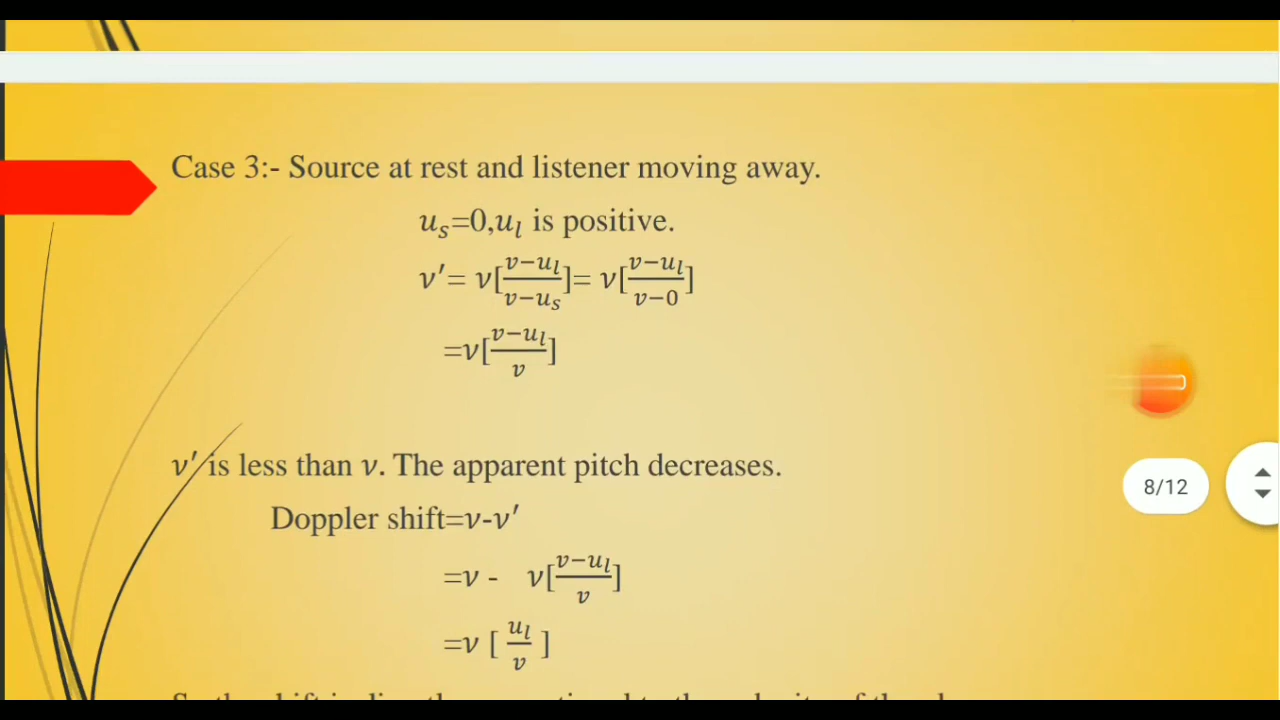 Case 3:- Source at rest and listener moving away.
u_s=0,u_l is positive.
ν′= ν[(v−u_l)/(v−u_s)]= ν[(v−u_l)/(v−0)]
=ν[(v−u_l)/v]
ν′ is less than ν. The apparent pitch decreases.
8/12
Doppler shift=ν-ν′
=ν - ν[(v−u_l)/v]
=ν [ u_l/v ]